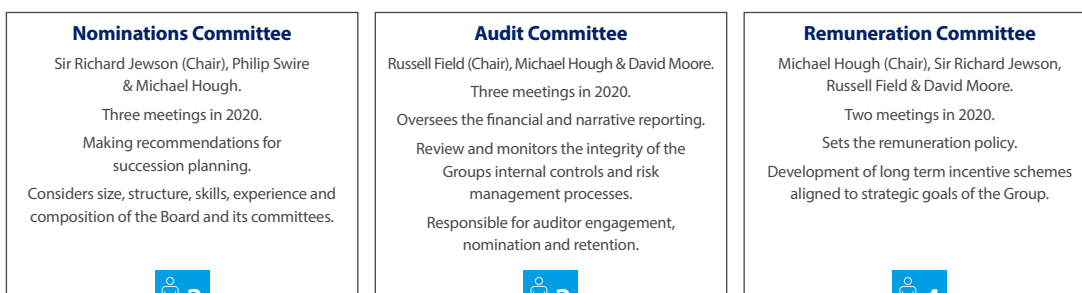 Nominations Committee
Sir Richard Jewson (Chair), Philip Swire
& Michael Hough.
Three meetings in 2020.
Making recommendations for
succession planning.
Considers size, structure, skills, experience and
composition of the Board and its committees.
Audit Committee
Russell Field (Chair), Michael Hough & David Moore.
Three meetings in 2020.
Oversees the financial and narrative reporting.
Review and monitors the integrity of the
Groups internal controls and risk
management processes.
Responsible for auditor engagement,
nomination and retention.
Remuneration Committee
Michael Hough (Chair), Sir Richard Jewson,
Russell Field & David Moore.
Two meetings in 2020.
Sets the remuneration policy.
Development of long term incentive schemes
aligned to strategic goals of the Group.